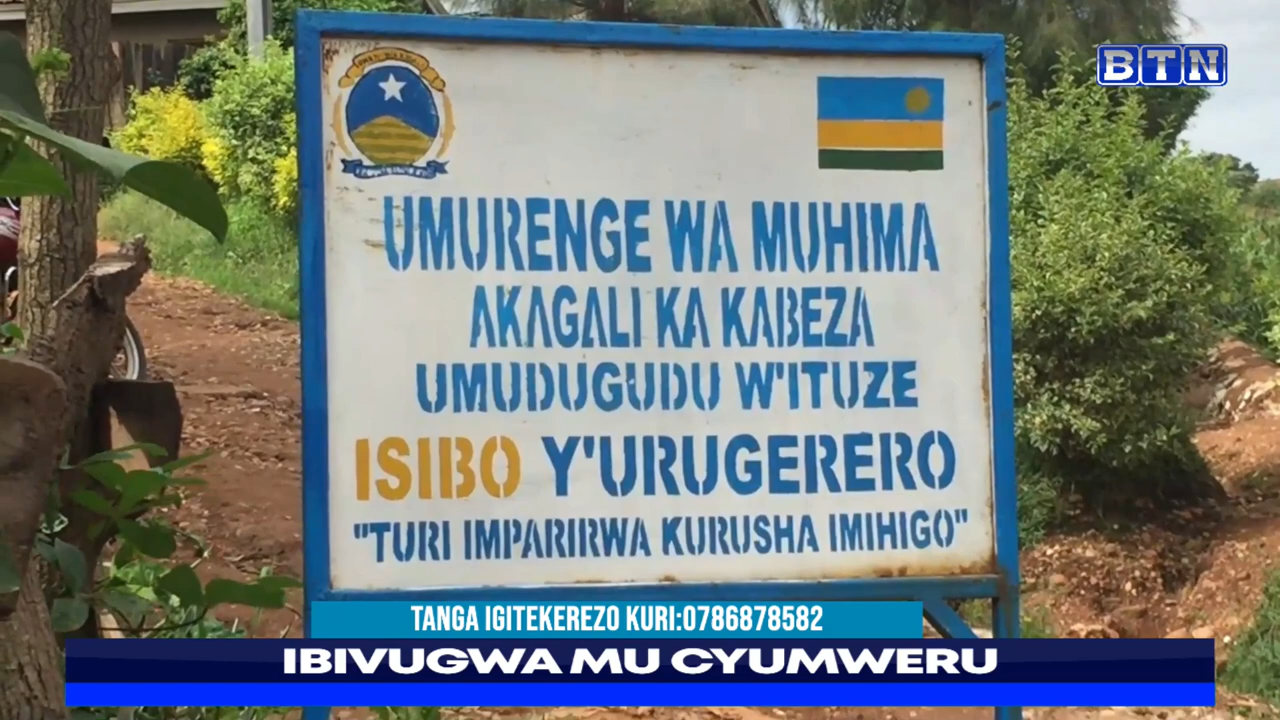 BTN
UMURENGE WA MUHIMA
AKAGALI KA KABEZA
UMUDUGUDU W'ITUZE
ISIBO Y'URUGERERO
"TURI IMPARIRWA KURUSHA IMIHIGO"
TANGA IGITEKEREZO KURI:0786878582
IBIVUGWA MU CYUMWERU